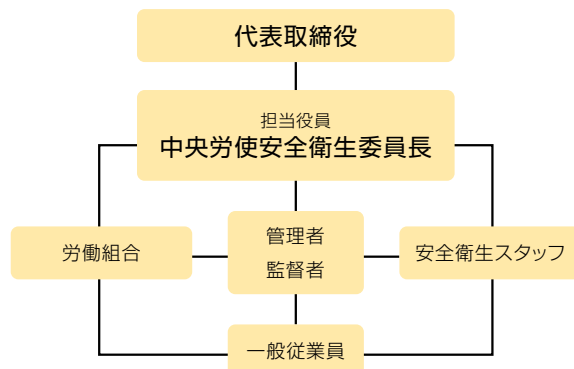 代表取締役
担当役員
中央労使安全衛生委員長
労働組合
管理者
監督者
安全衛生スタッフ
一般従業員